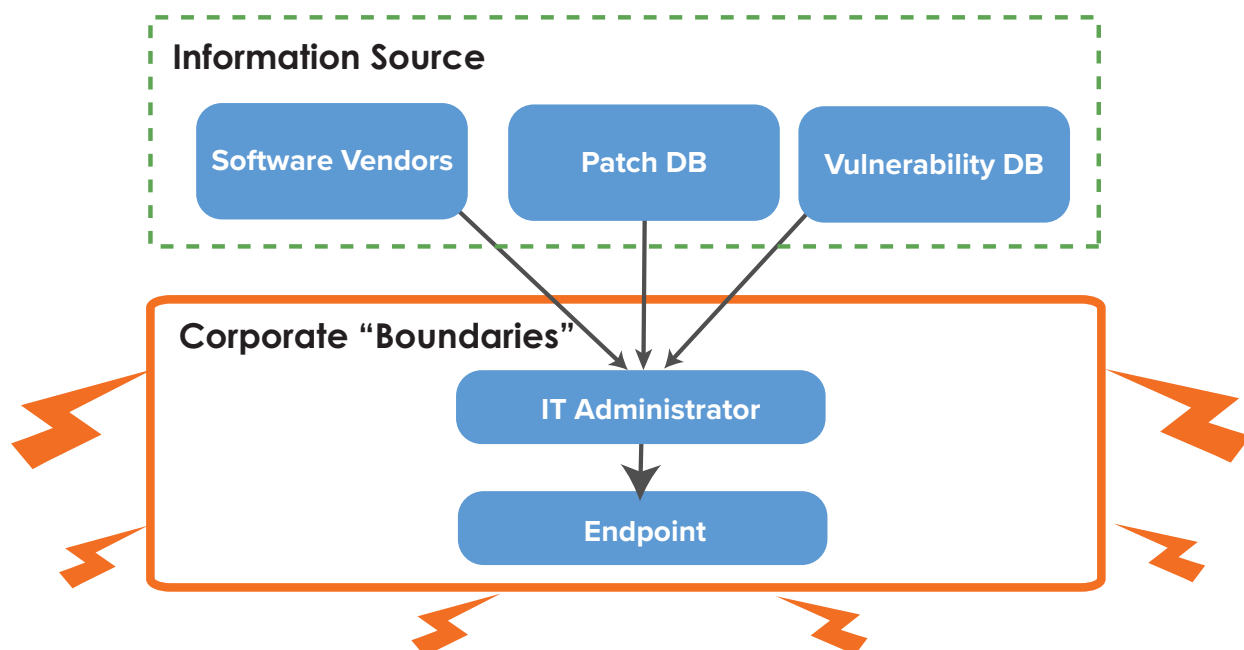 Information Source
Software Vendors
Patch DB
Vulnerability DB
Corporate “Boundaries”
IT Administrator
Endpoint